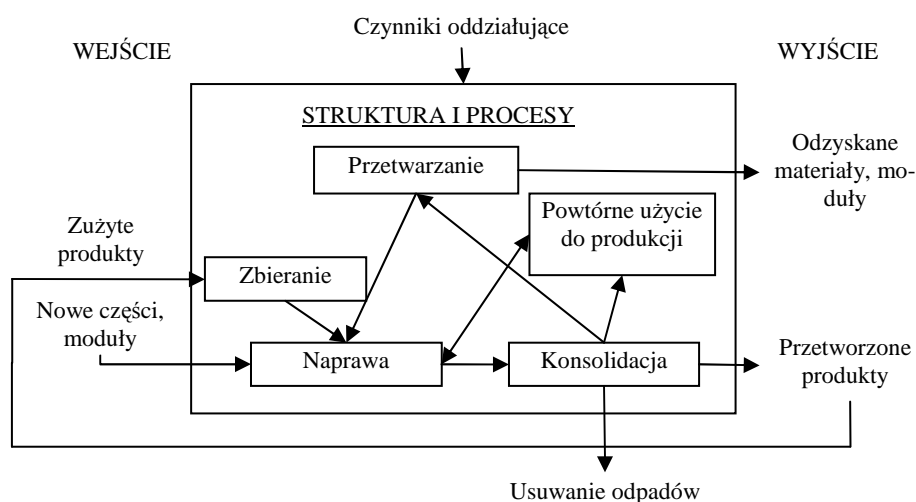 Czynniki oddziałujące
WEJŚCIE
WYJŚCIE
STRUKTURA I PROCESY
Przetwarzanie
Odzyskane
materiały, mo-
duły
Powtórne użycie
do produkcji
Zużyte
produkty
Zbieranie
Nowe części,
moduły
Naprawa
Konsolidacja
Przetworzone
produkty
Usuwanie odpadów